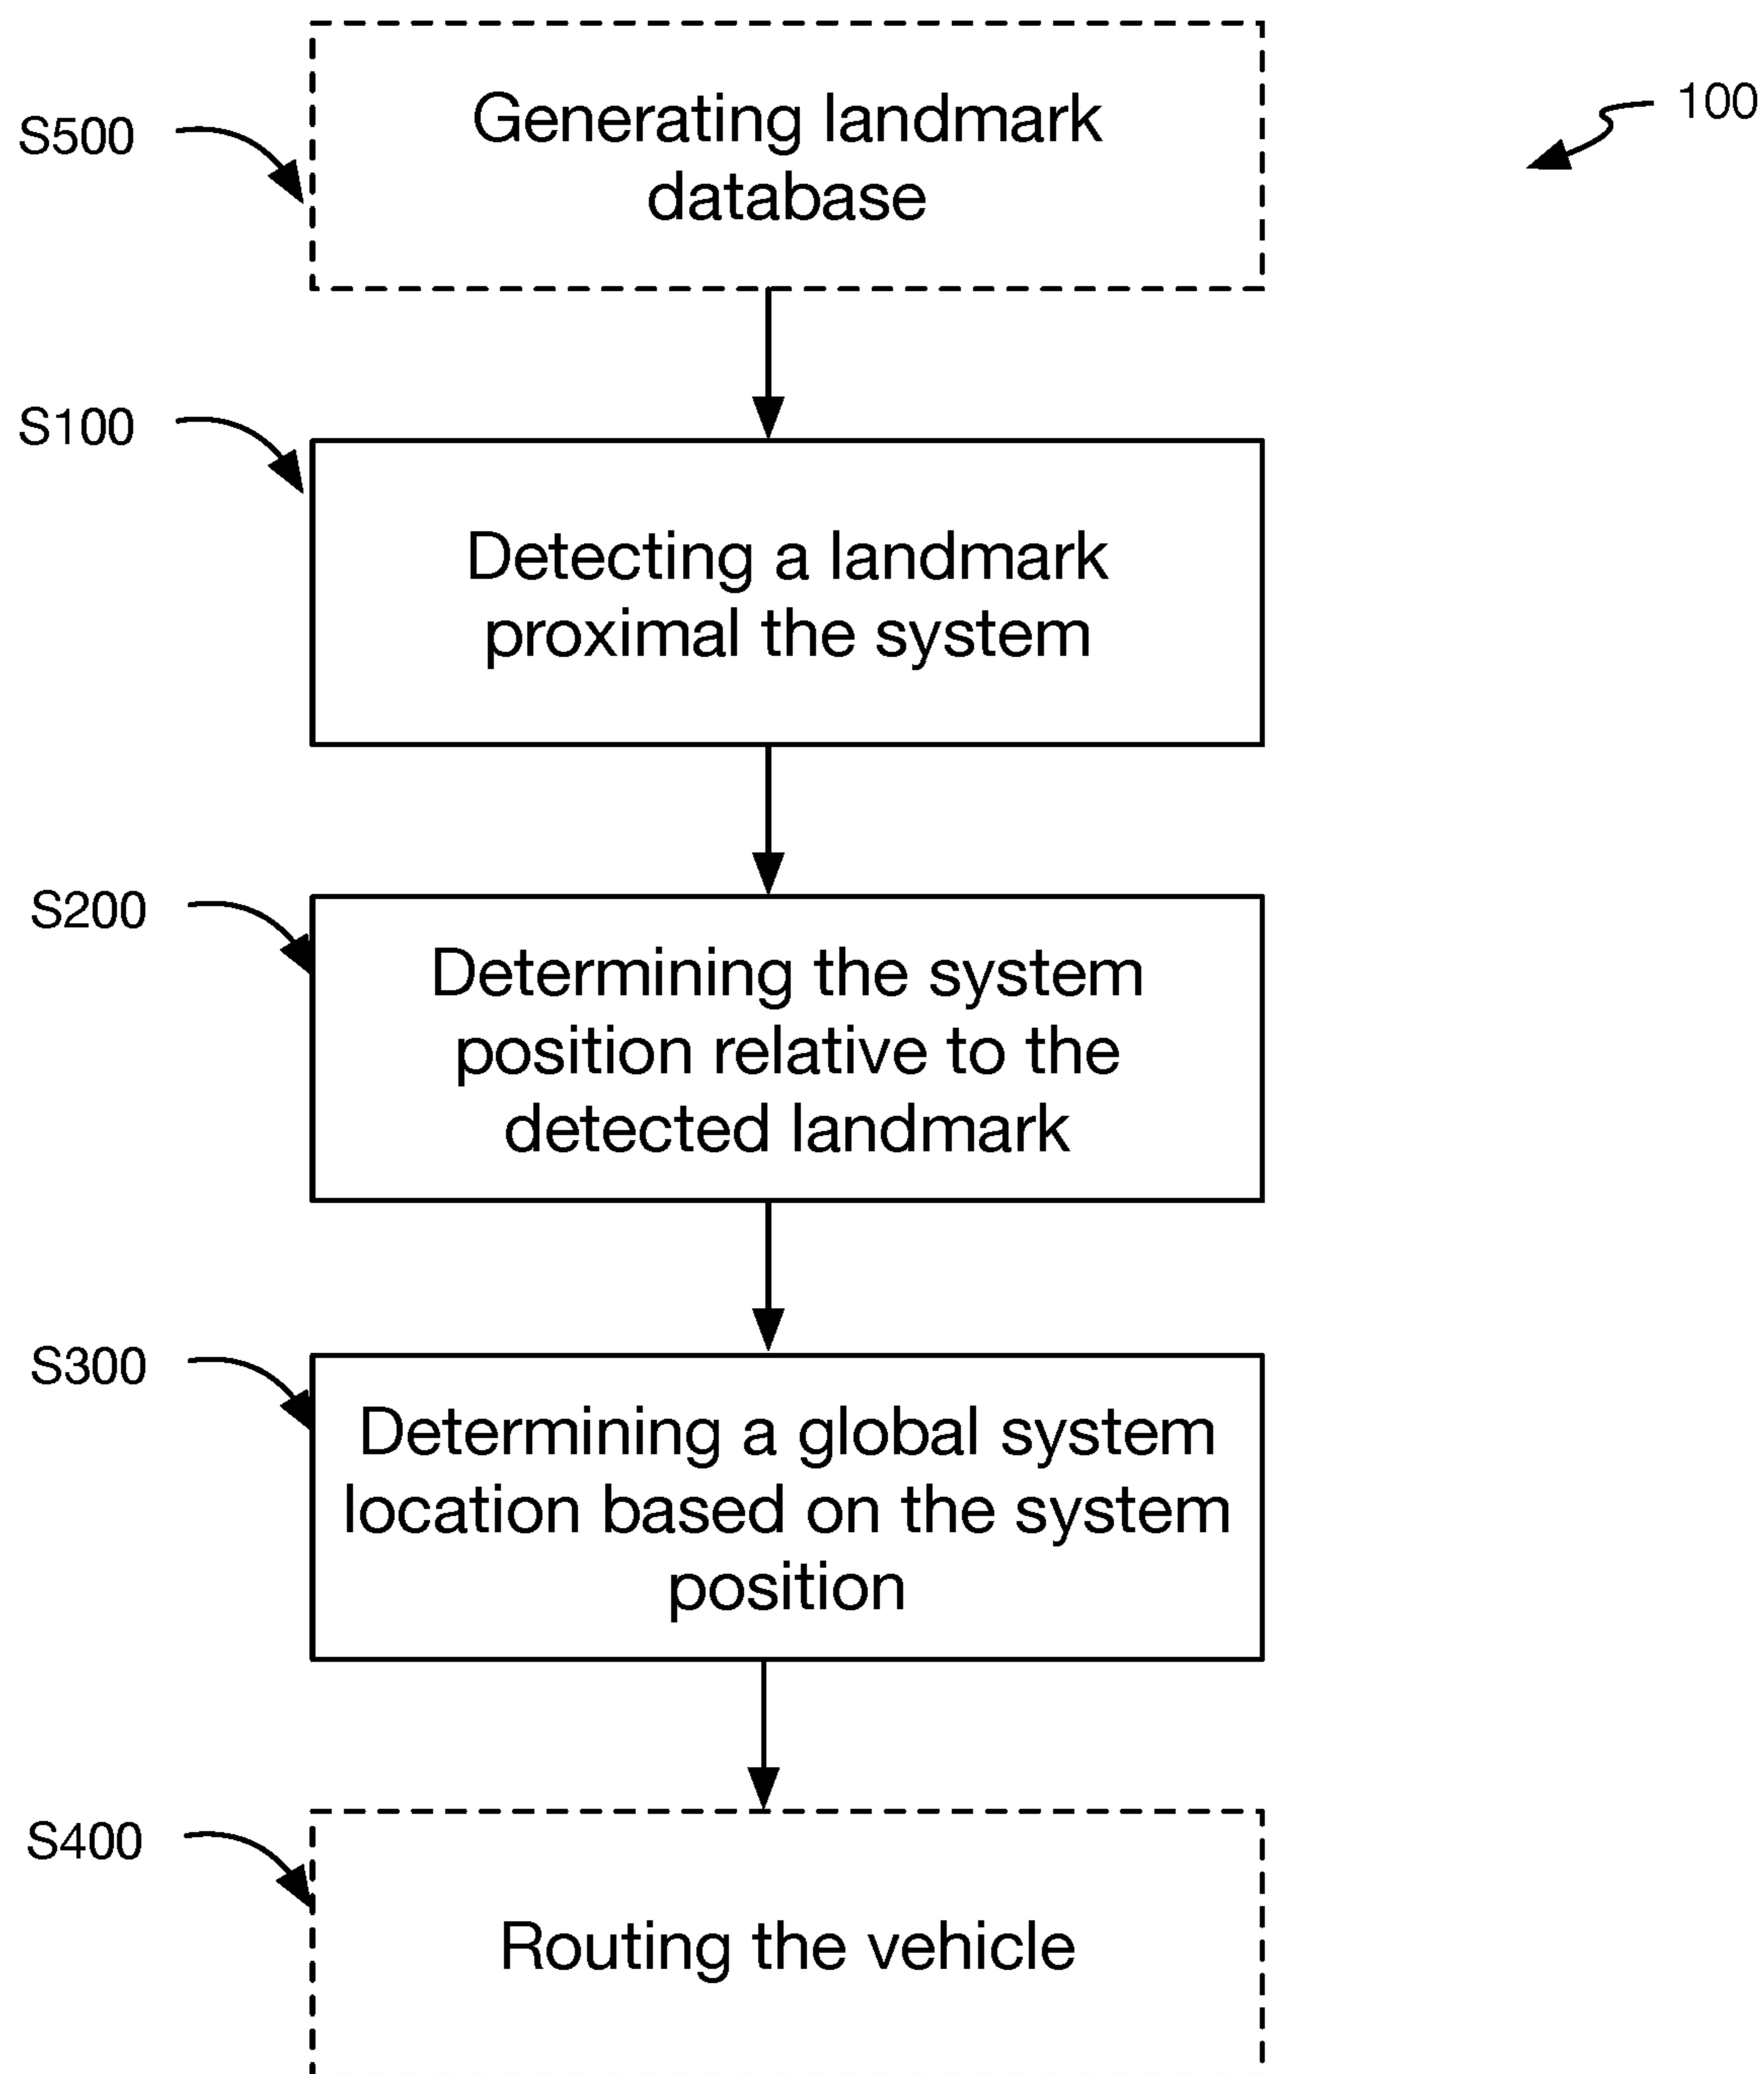 S500
Generating landmark
database
100
S100
Detecting a landmark
proximal the system
S200
Determining the system
position relative to the
detected landmark
S300
Determining a global system
location based on the system
position
S400
Routing the vehicle